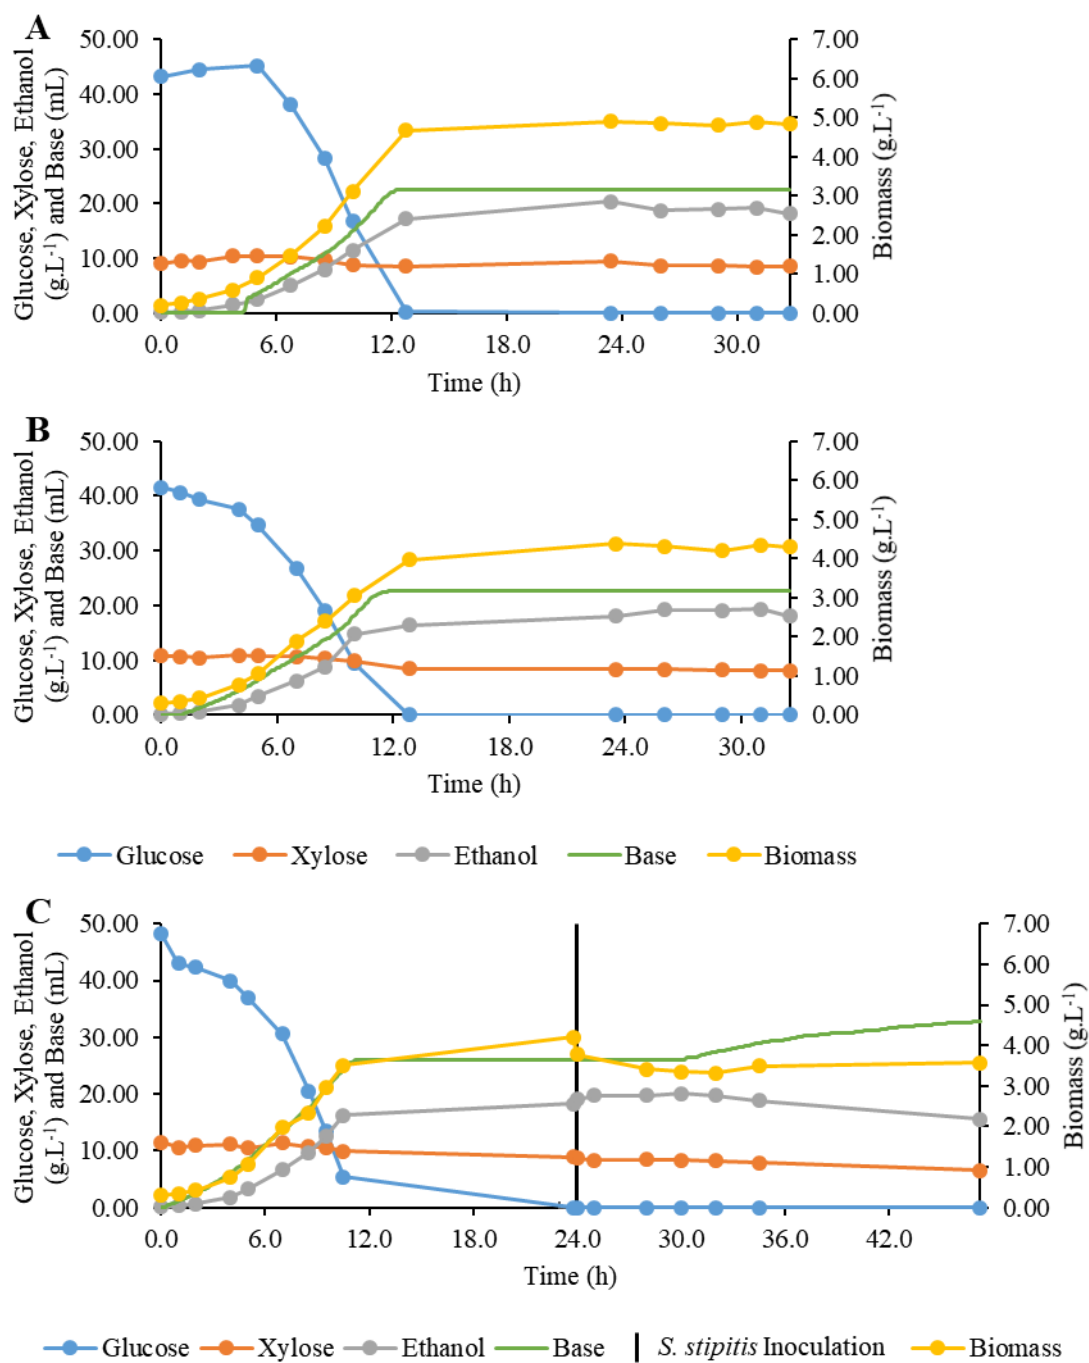 A
Glucose, Xylose, Ethanol
(g.L⁻¹) and Base (mL)
50.00
40.00
30.00
20.00
10.00
0.00
7.00
6.00
5.00
4.00
3.00
2.00
1.00
0.00
Biomass (g.L⁻¹)
0.0 6.0 12.0 18.0 24.0 30.0
Time (h)
B
Glucose, Xylose, Ethanol
(g.L⁻¹) and Base (mL)
50.00
40.00
30.00
20.00
10.00
0.00
7.00
6.00
5.00
4.00
3.00
2.00
1.00
0.00
Biomass (g.L⁻¹)
0.0 6.0 12.0 18.0 24.0 30.0
Time (h)
Glucose Xylose Ethanol Base Biomass
C
Glucose, Xylose, Ethanol
(g.L⁻¹) and Base (mL)
50.00
40.00
30.00
20.00
10.00
0.00
7.00
6.00
5.00
4.00
3.00
2.00
1.00
0.00
Biomass (g.L⁻¹)
0.0 6.0 12.0 18.0 24.0 30.0 36.0 42.0
Time (h)
Glucose Xylose Ethanol Base S. stipitis Inoculation Biomass